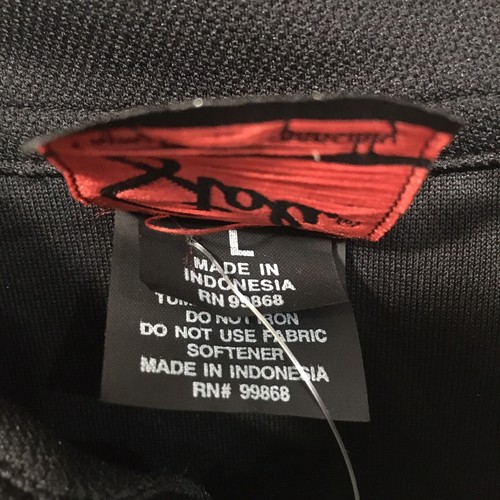 L
MADE IN
INDONESIA
RN 99868
DO NOT IRON
DO NOT USE FABRIC
SOFTENER
MADE IN INDONESIA
RN# 99868